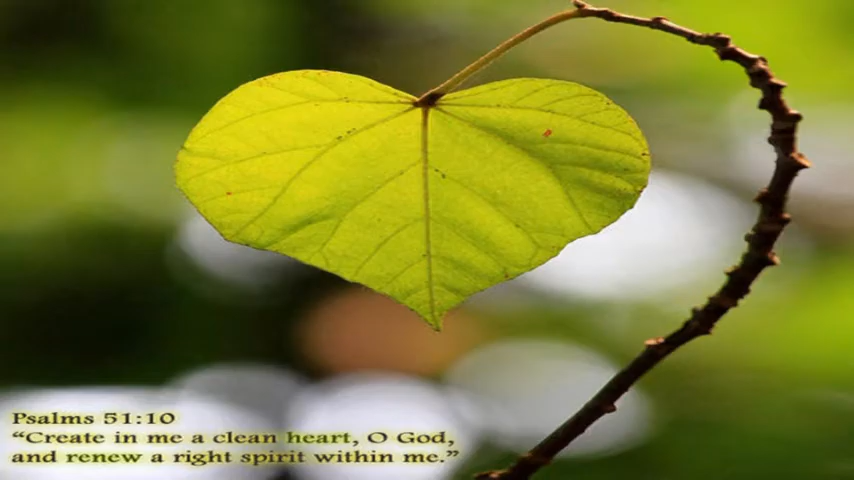 Psalms 51:10
“Create in me a clean heart, O God,
and renew a right spirit within me.”